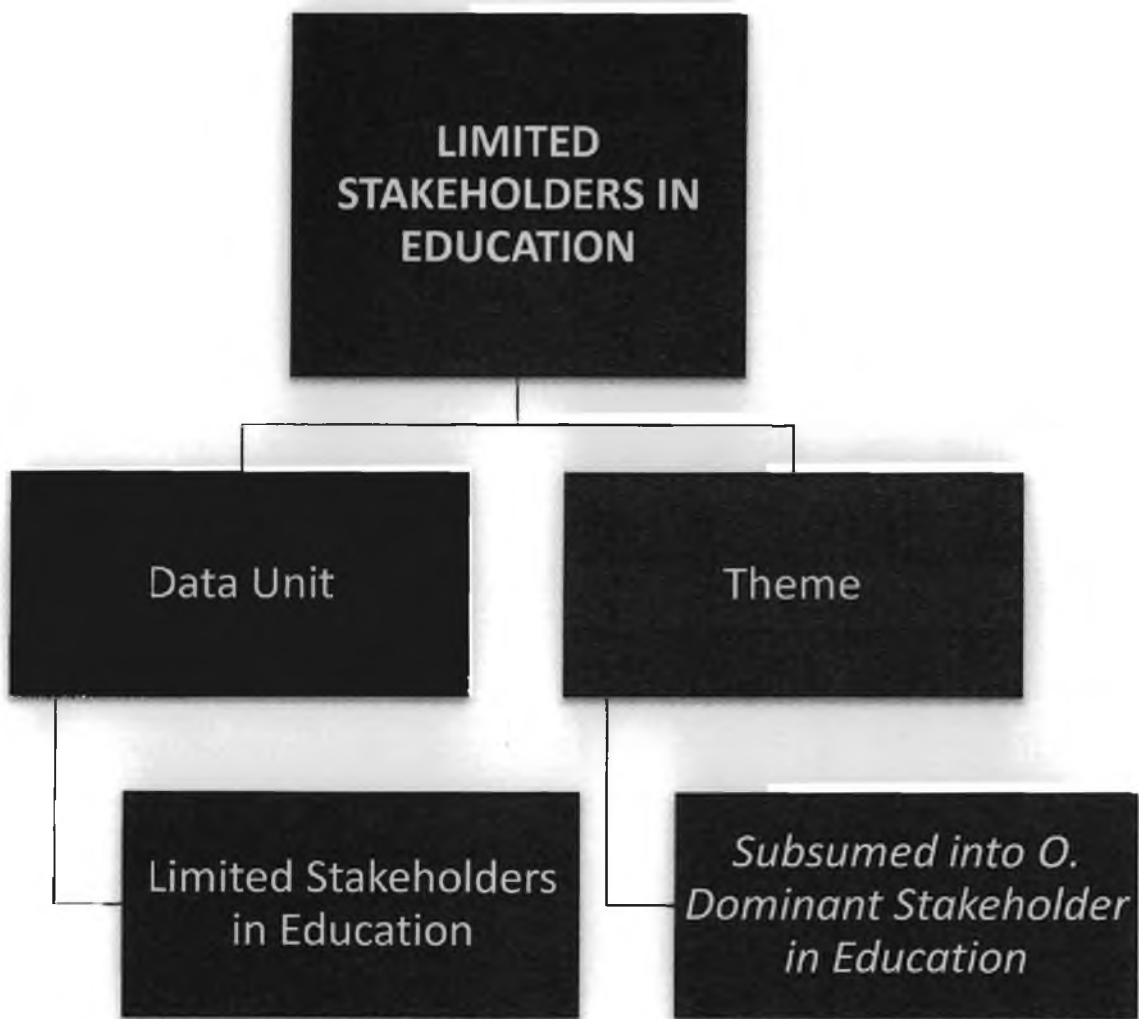 LIMITED
STAKEHOLDERS IN
EDUCATION
Data Unit
Theme
Limited Stakeholders
in Education
Subsumed into O.
Dominant Stakeholder
in Education